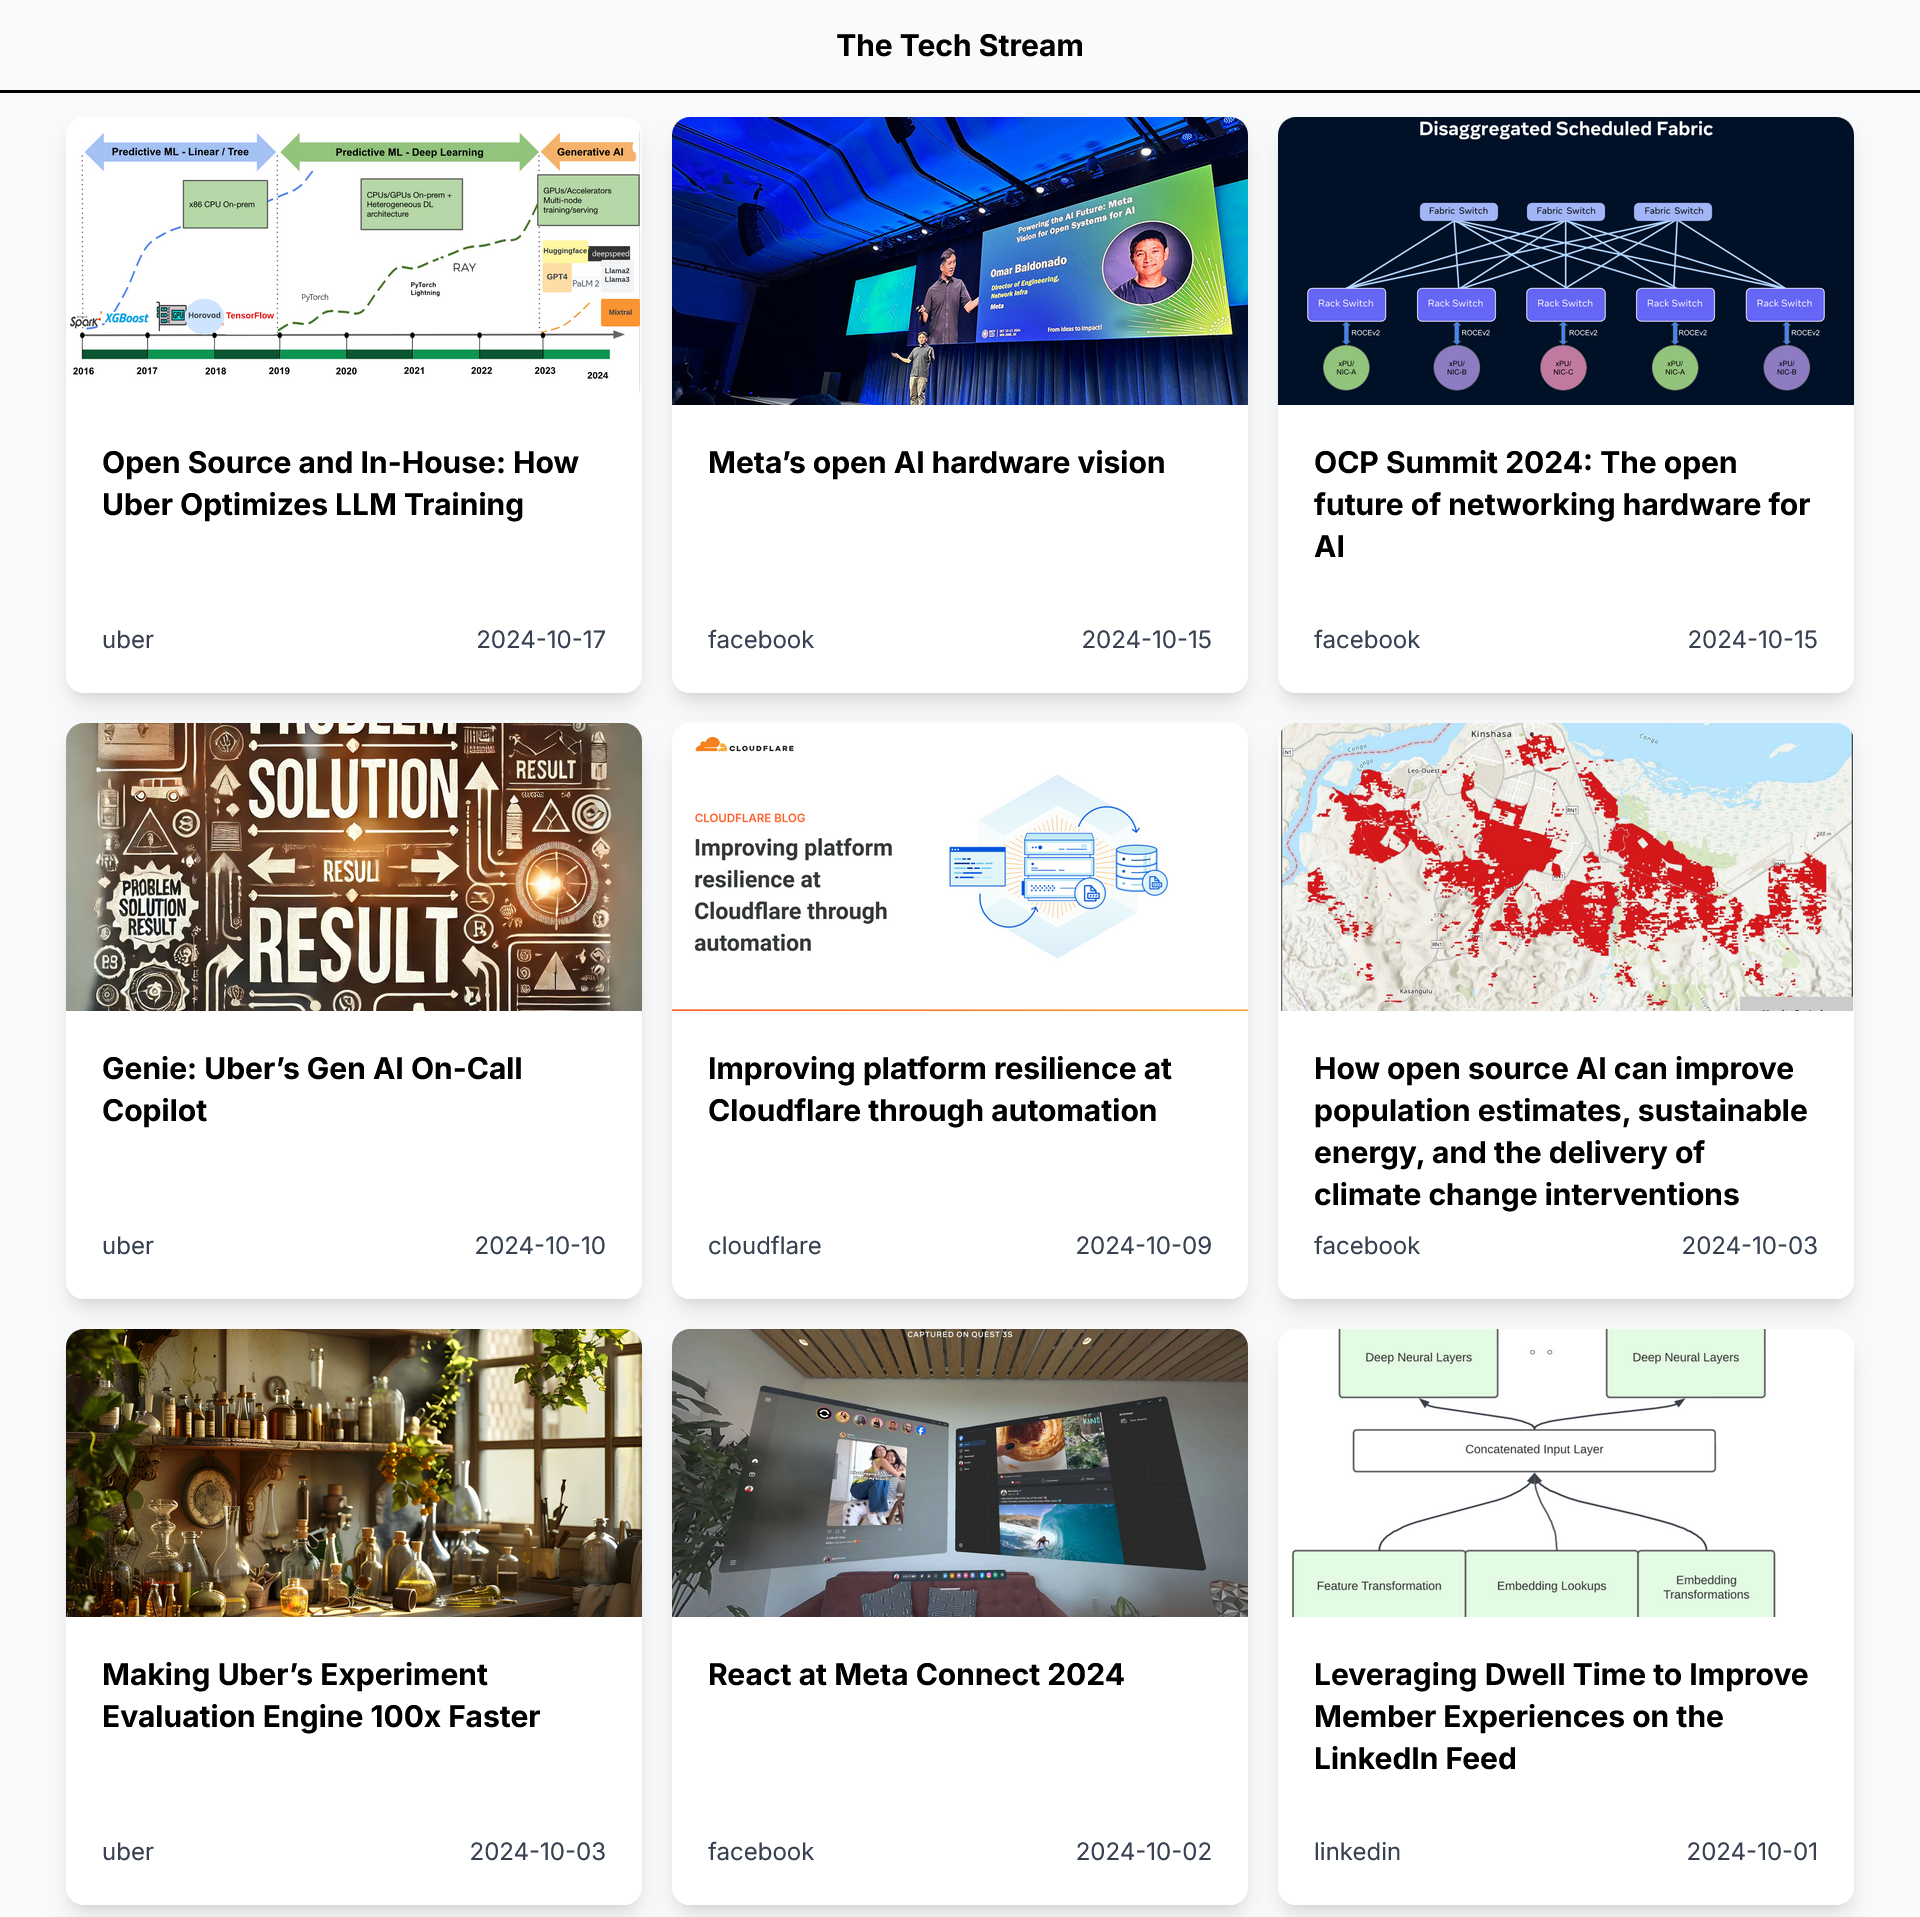 The Tech Stream
Predictive ML - Linear / Tree
Predictive ML - Deep Learning
Generative AI
x86 CPU On-prem
CPUs/GPUs On-prem +
Heterogeneous DL
architecture
GPUs/Accelerators
Multi-node
training/serving
Huggingface
deepspeed
GPT4
PaLM 2
Llama2
Llama3
Mixtral
RAY
PyTorch
Lightning
PyTorch
Spark
XGBoost
GPU
Horovod
TensorFlow
2016
2017
2018
2019
2020
2021
2022
2023
2024
Open Source and In-House: How
Uber Optimizes LLM Training
uber
2024-10-17
Powering the AI Future: Meta
Vision for Open Systems for AI
Omar Baldonado
Director of Engineering,
Network Infra
Meta
From Ideas to Impact!
Meta’s open AI hardware vision
facebook
2024-10-15
Disaggregated Scheduled Fabric
Fabric Switch
Fabric Switch
Fabric Switch
Rack Switch
Rack Switch
Rack Switch
Rack Switch
Rack Switch
ROCEv2
ROCEv2
ROCEv2
ROCEv2
ROCEv2
xPU/
NIC-A
xPU/
NIC-B
xPU/
NIC-C
xPU/
NIC-A
xPU/
NIC-B
OCP Summit 2024: The open
future of networking hardware for
AI
facebook
2024-10-15
PROBLEM
SOLUTION
RESULT
RESULI
PROBLEM
SOLUTION
RESULT
RESULT
Genie: Uber’s Gen AI On-Call
Copilot
uber
2024-10-10
CLOUDFLARE
CLOUDFLARE BLOG
Improving platform
resilience at
Cloudflare through
automation
Improving platform resilience at
Cloudflare through automation
cloudflare
2024-10-09
Kinshasa
Congo
Congo
Congo
N1
Leo-Ouest
RN1
RN1
RN1
288 m
Kasangulu
How open source AI can improve
population estimates, sustainable
energy, and the delivery of
climate change interventions
facebook
2024-10-03
Making Uber’s Experiment
Evaluation Engine 100x Faster
uber
2024-10-03
CAPTURED ON QUEST 3S
React at Meta Connect 2024
facebook
2024-10-02
Deep Neural Layers
Deep Neural Layers
Concatenated Input Layer
Feature Transformation
Embedding Lookups
Embedding
Transformations
Leveraging Dwell Time to Improve
Member Experiences on the
LinkedIn Feed
linkedin
2024-10-01